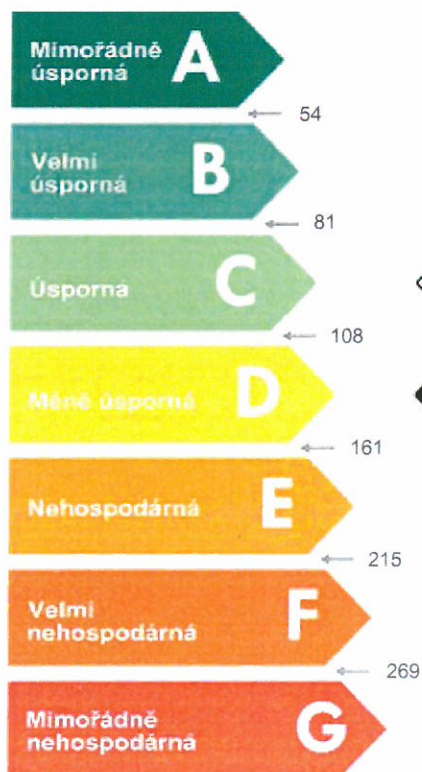 Mimořádně
úsporná
A
54
Velmi
úsporná
B
81
Úsporná
C
108
Méně úsporná
D
161
Nehospodárná
E
215
Velmi
nehospodárná
F
269
Mimořádně
nehospodárná
G